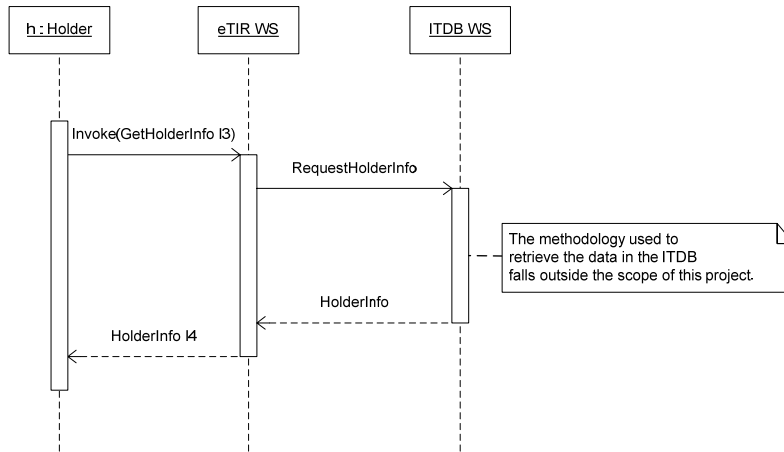 h : Holder
eTIR WS
ITDB WS
Invoke(GetHolderInfo I3)
RequestHolderInfo
The methodology used to
retrieve the data in the ITDB
falls outside the scope of this project.
HolderInfo
HolderInfo I4